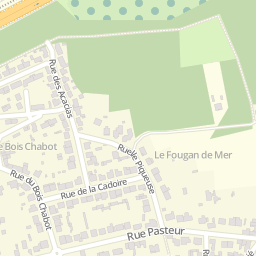 Rue des Acacias
e Bois Chabot
Ruelle Piqueuse
Le Fougan de Mer
Rue du Bois Chabot
Rue de la Cadoire
Rue Pasteur